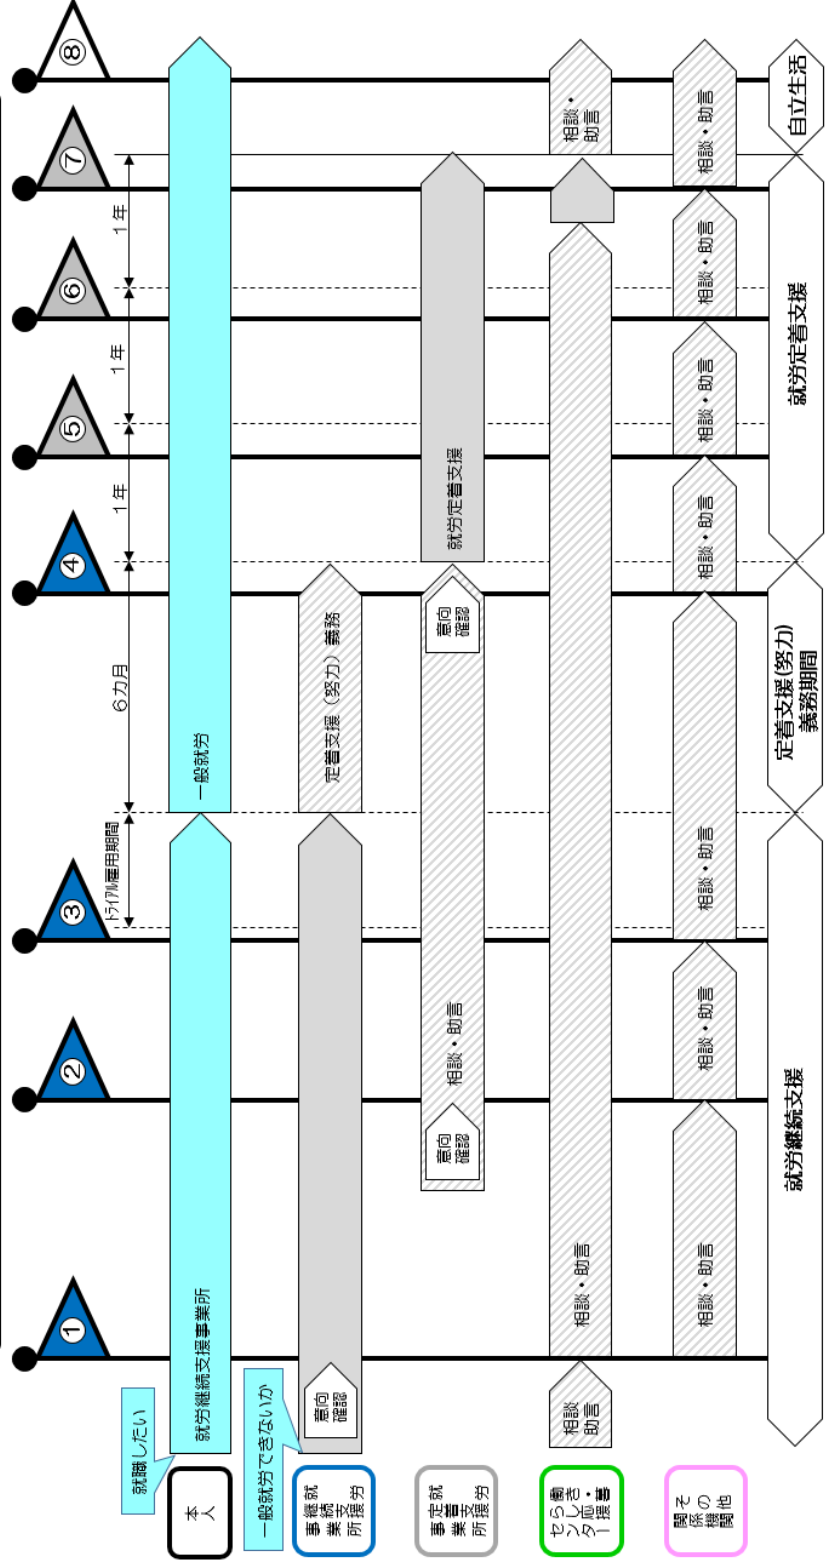 ①
②
③
④
⑤
⑥
⑦
⑧
トライアル雇用期間
6カ月
1年
1年
1年
就職したい
本人
就労継続支援事業所
一般就労
一般就労できないか
就労
継続支援
事業所
意向
確認
定着支援（努力）義務
就労
定着支援
事業所
意向
確認
相談・助言
意向
確認
就労定着支援
働き・暮
らし応援
センター
相談
助言
相談・助言
相談・
助言
その他
関係機関
相談・助言
相談・助言
相談・助言
相談・助言
相談・助言
相談・助言
相談・助言
就労継続支援
定着支援(努力)
義務期間
就労定着支援
自立生活